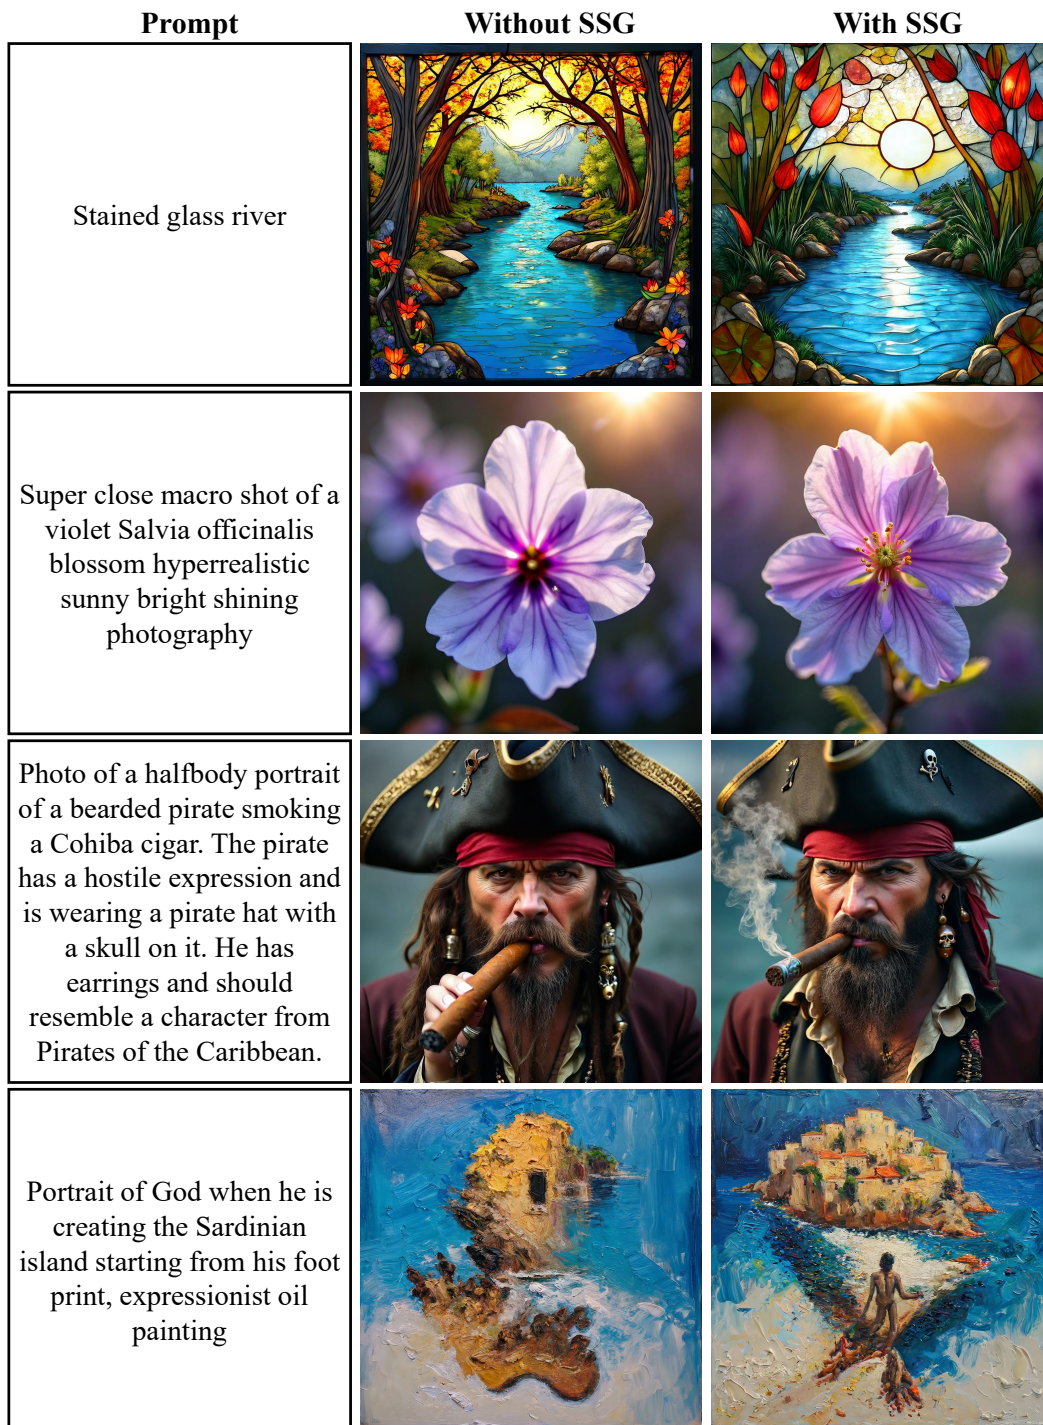 Prompt
Without SSG
With SSG
Stained glass river
Super close macro shot of a
violet Salvia officinalis
blossom hyperrealistic
sunny bright shining
photography
Photo of a halfbody portrait
of a bearded pirate smoking
a Cohiba cigar. The pirate
has a hostile expression and
is wearing a pirate hat with
a skull on it. He has
earrings and should
resemble a character from
Pirates of the Caribbean.
Portrait of God when he is
creating the Sardinian
island starting from his foot
print, expressionist oil
painting